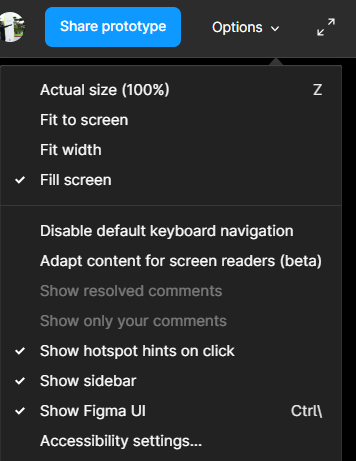 Share prototype
Options
Actual size (100%) Z
Fit to screen
Fit width
Fill screen
Disable default keyboard navigation
Adapt content for screen readers (beta)
Show resolved comments
Show only your comments
Show hotspot hints on click
Show sidebar
Show Figma UI Ctrl\
Accessibility settings...